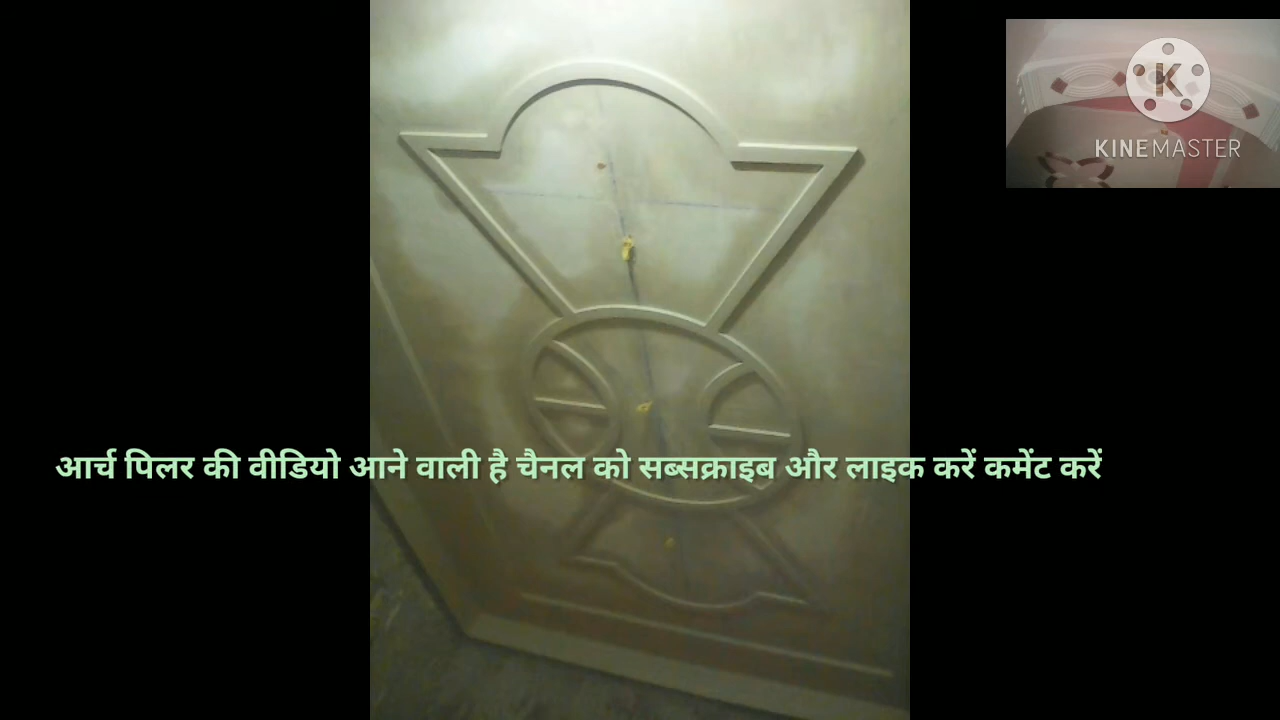 KINEMASTER
आर्च पिलर की वीडियो आने वाली है चैनल को सब्सक्राइब और लाइक करें कमेंट करें